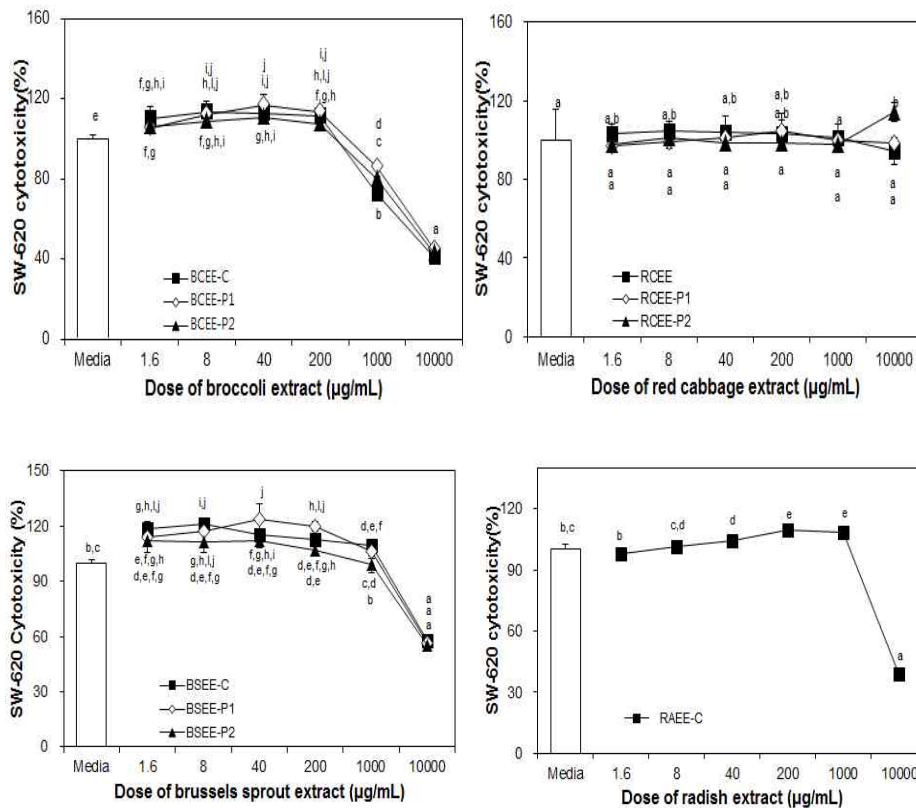 160
120
80
40
0
SW-620 cytotoxicity(%)
e
f,g,h,i
f,g
i,j
h,l,j
f,g,h,i
j
i,j
g,h,i
i,j
h,l,j
f,g,h
d
c
b
a
BCEE-C
BCEE-P1
BCEE-P2
Media 1.6 8 40 200 1000 10000
Dose of broccoli extract (µg/mL)
160
120
80
40
0
SW-620 cytotoxicity(%)
a
a,b
a
a
a,b
a
a
a,b
a
a
a,b
a,b
a
a
a
a
b
a
a
RCEE
RCEE-P1
RCEE-P2
Media 1.6 8 40 200 1000 10000
Dose of red cabbage extract (µg/mL)
150
120
90
60
30
0
SW-620 Cytotoxicity (%)
b,c
g,h,l,j
e,f,g,h
d,e,f,g
i,j
g,h,l,j
d,e,f,g
j
f,g,h,i
d,e,f,g
h,l,j
d,e,f,g,h
d,e
d,e,f
c,d
b
a
a
a
BSEE-C
BSEE-P1
BSEE-P2
Media 1.6 8 40 200 1000 10000
Dose of brussels sprout extract (µg/mL)
120
90
60
30
0
SW-620 cytotoxicity(%)
b,c
b
c,d
d
e
e
a
RAEE-C
Media 1.6 8 40 200 1000 10000
Dose of radish extract (µg/mL)